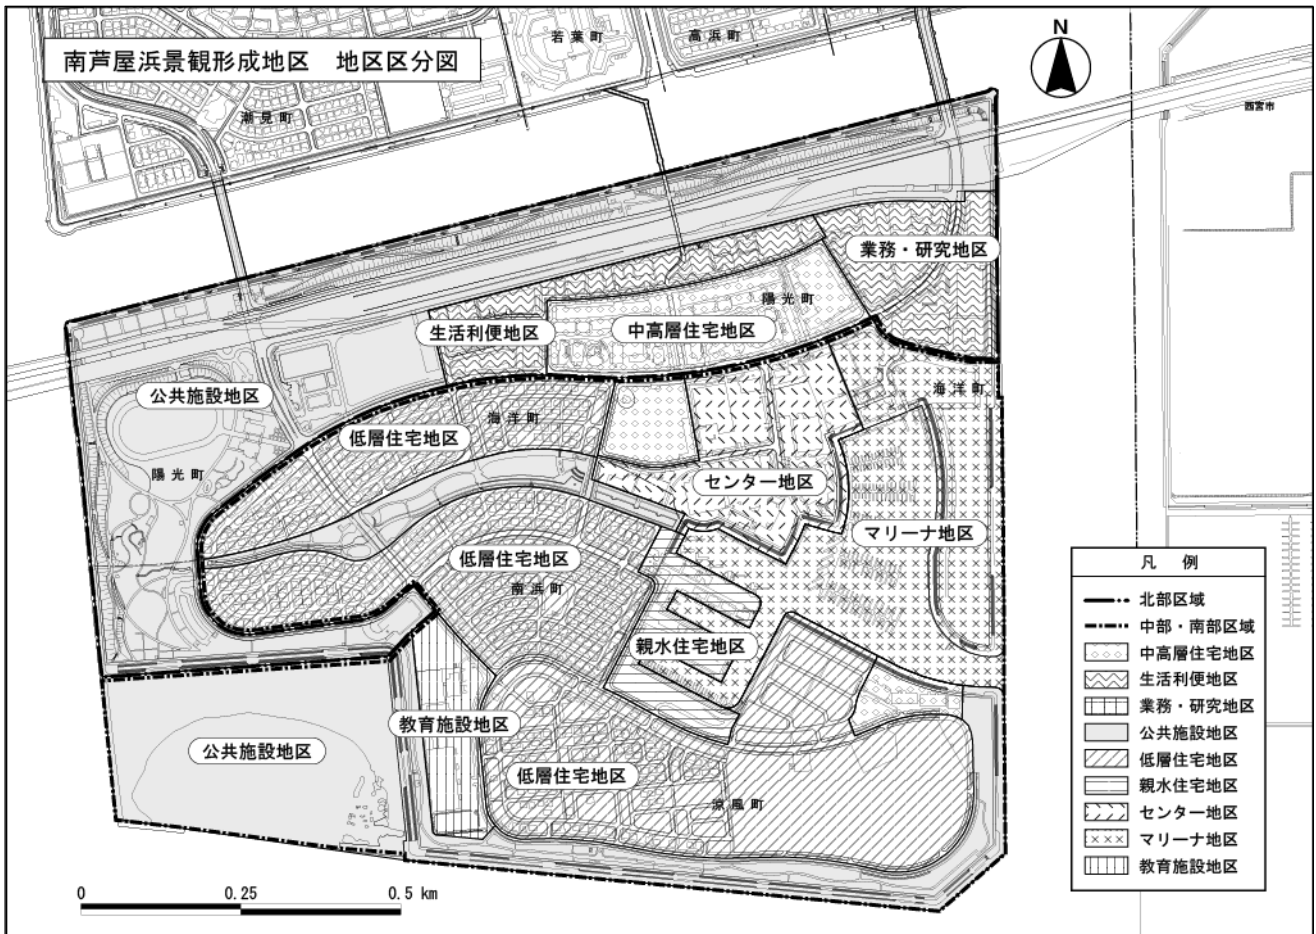 若葉町
高浜町
N
南芦屋浜景観形成地区 地区区分図
潮見町
西宮市
業務・研究地区
陽光町
生活利便地区
中高層住宅地区
公共施設地区
海洋町
海洋町
低層住宅地区
陽光町
センター地区
マリーナ地区
低層住宅地区
南浜町
親水住宅地区
教育施設地区
公共施設地区
低層住宅地区
涼風町
凡 例
北部区域
中部・南部区域
中高層住宅地区
生活利便地区
業務・研究地区
公共施設地区
低層住宅地区
親水住宅地区
センター地区
マリーナ地区
教育施設地区
0 0.25 0.5 km